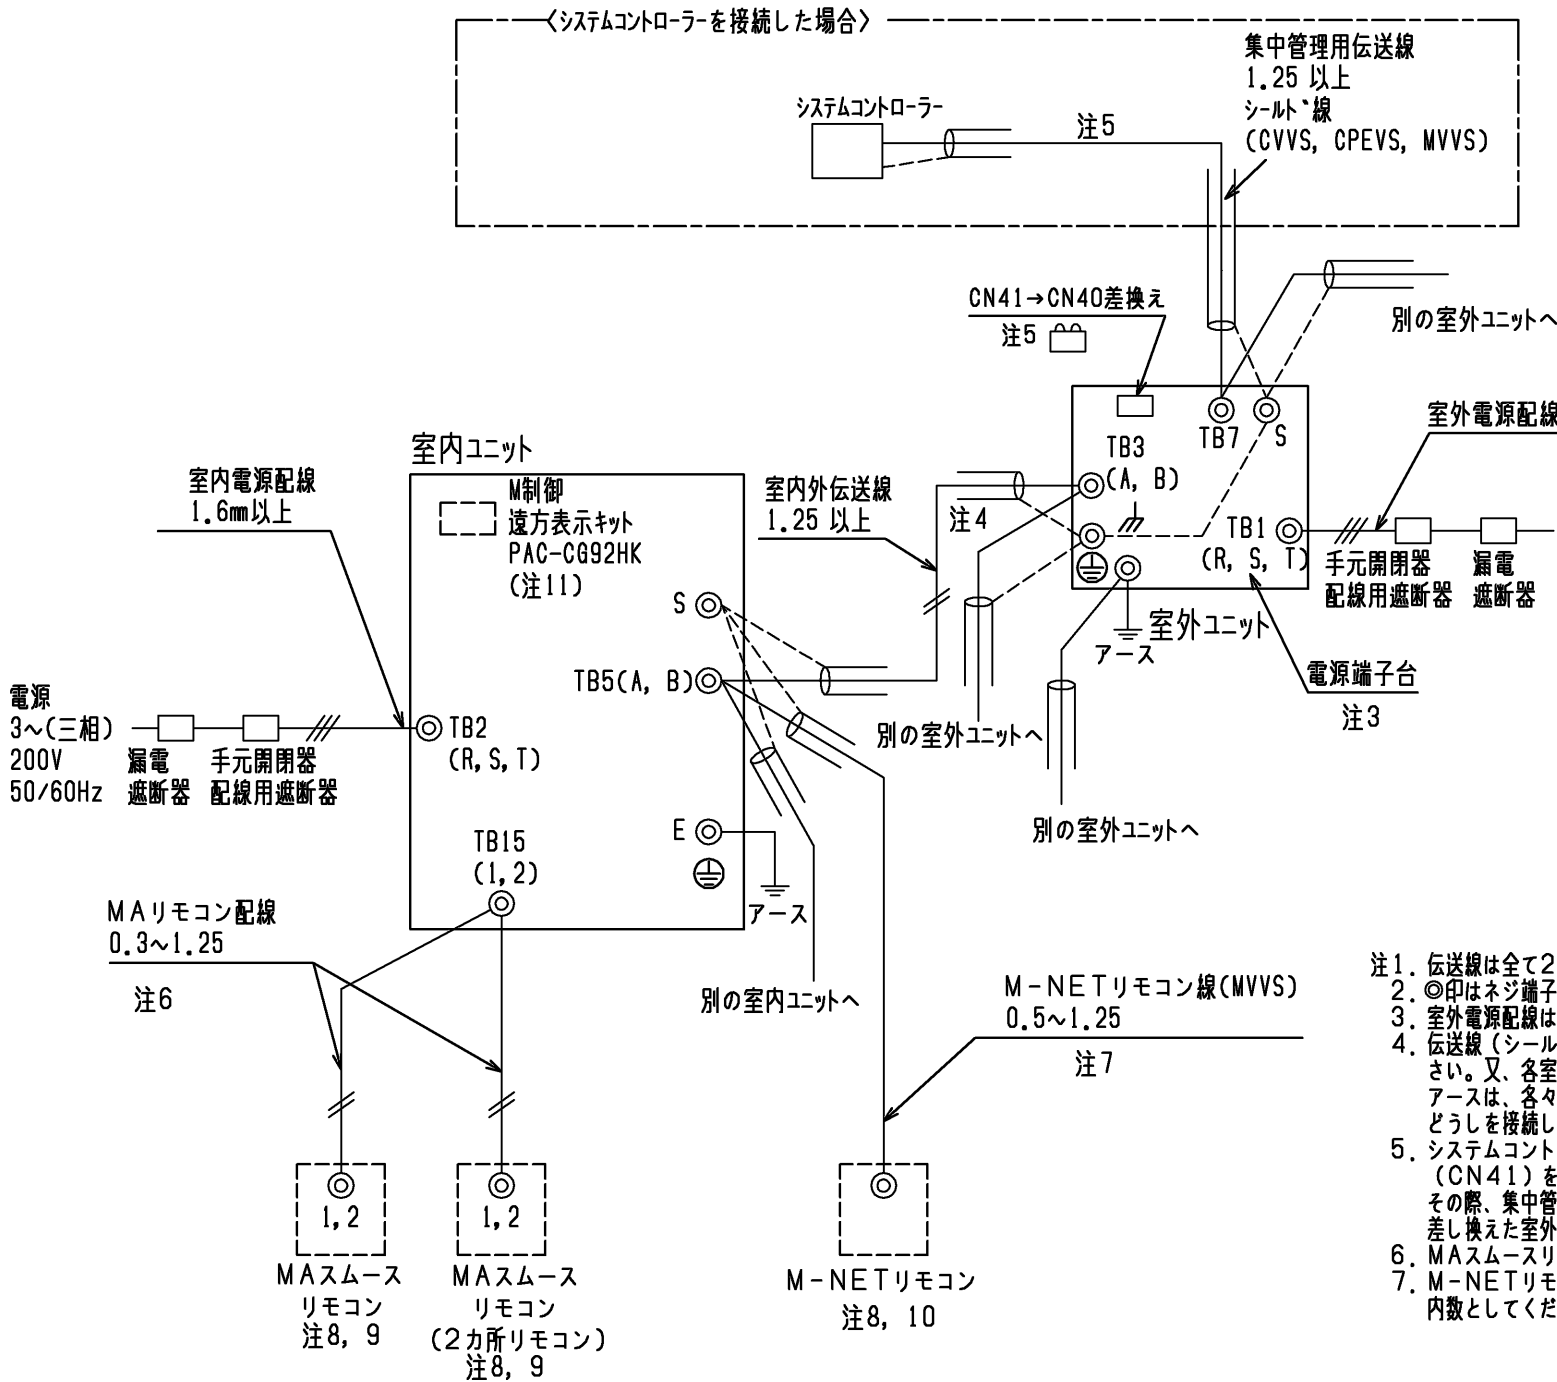 〈システムコントローラーを接続した場合〉
集中管理用伝送線
1.25 以上
シールド線
(CVVS, CPEVS, MVVS)
システムコントローラー
注5
CN41→CN40差換え
注5
別の室外ユニットへ
室外電源配線
TB7
S
TB3
(A, B)
TB1
(R, S, T)
手元開閉器
配線用遮断器
漏電
遮断器
室外ユニット
アース
電源端子台
注3
室内ユニット
M制御
遠方表示キット
PAC-CG92HK
(注11)
室内電源配線
1.6mm以上
室内外伝送線
1.25 以上
注4
S
TB5(A, B)
別の室外ユニットへ
別の室外ユニットへ
電源
3~(三相)
200V
50/60Hz
漏電
遮断器
手元開閉器
配線用遮断器
TB2
(R,S,T)
E
TB15
(1,2)
アース
MAリモコン配線
0.3~1.25
注6
別の室内ユニットへ
M-NETリモコン線(MVVS)
0.5~1.25
注7
1,2
MAスムース
リモコン
注8, 9
1,2
MAスムース
リモコン
(2カ所リモコン)
注8, 9
M-NETリモコン
注8, 10
注1. 伝送線は全て2
2. ◎印はネジ端子
3. 室外電源配線は
4. 伝送線(シール
さい。又、各室
アースは、各々
どうしを接続し
5. システムコント
(CN41)を
その際、集中管
差し換えた室外
6. MAスムースリ
7. M-NETリモ
内数としてくだ